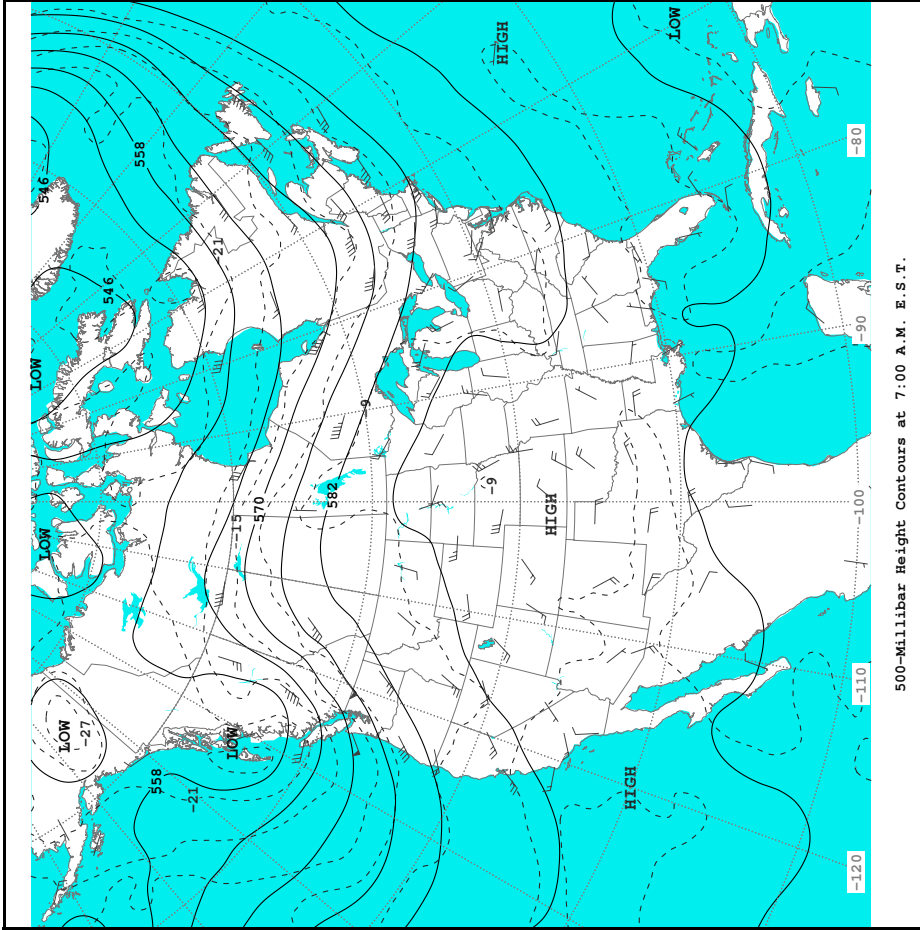 LOW
LOW
546
LOW
-27
546
558
558
-21
-21
LOW
-15
570
582
-9
-9
HIGH
HIGH
HIGH
LOW
-120
-110
-100
-90
-80
500-Millibar Height Contours at 7:00 A.M. E.S.T.